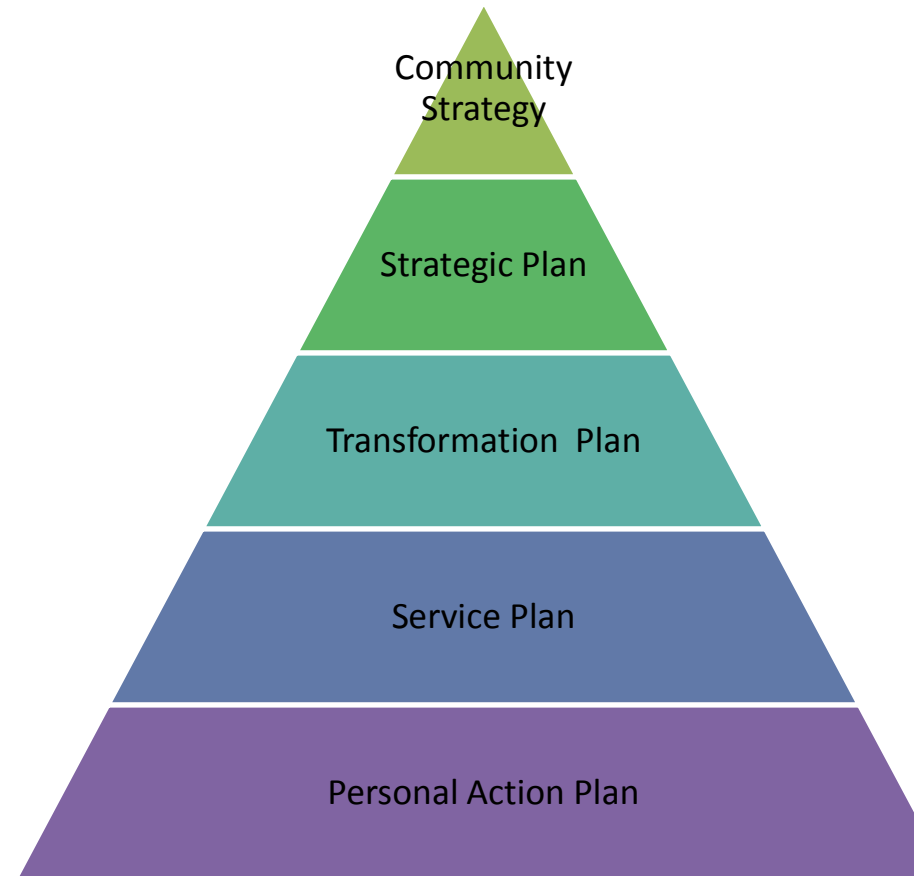 Community
Strategy
Strategic Plan
Transformation  Plan
Service Plan
Personal Action Plan